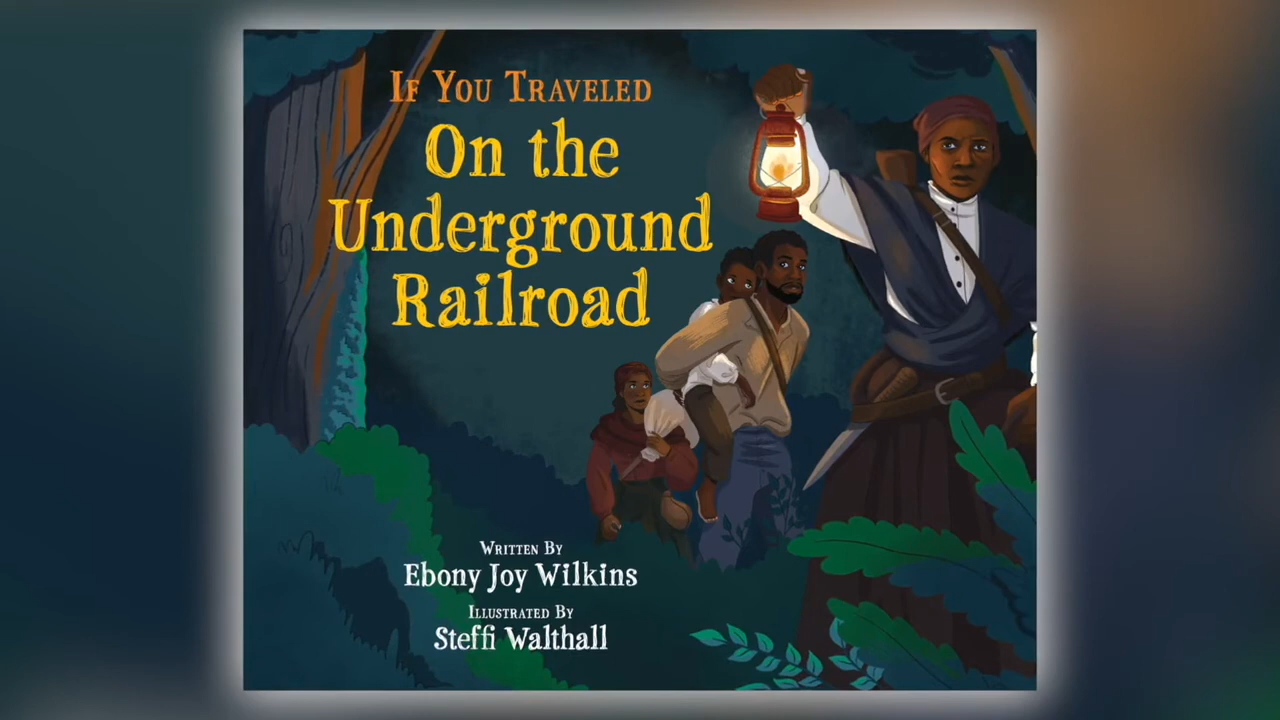 If You Traveled
On the
Underground
Railroad
Written By
Ebony Joy Wilkins
Illustrated By
Steffi Walthall